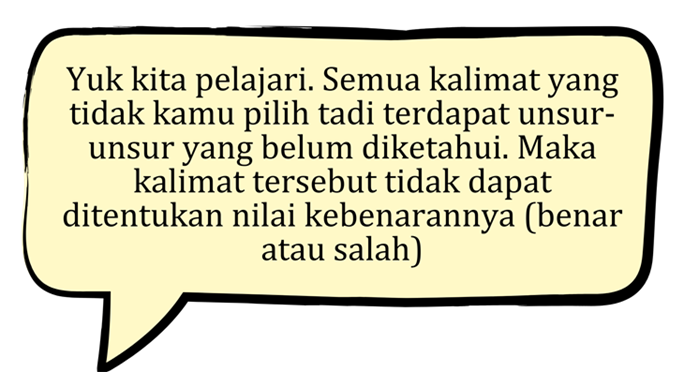 Yuk kita pelajari. Semua kalimat yang
tidak kamu pilih tadi terdapat unsur-
unsur yang belum diketahui. Maka
kalimat tersebut tidak dapat
ditentukan nilai kebenarannya (benar
atau salah)